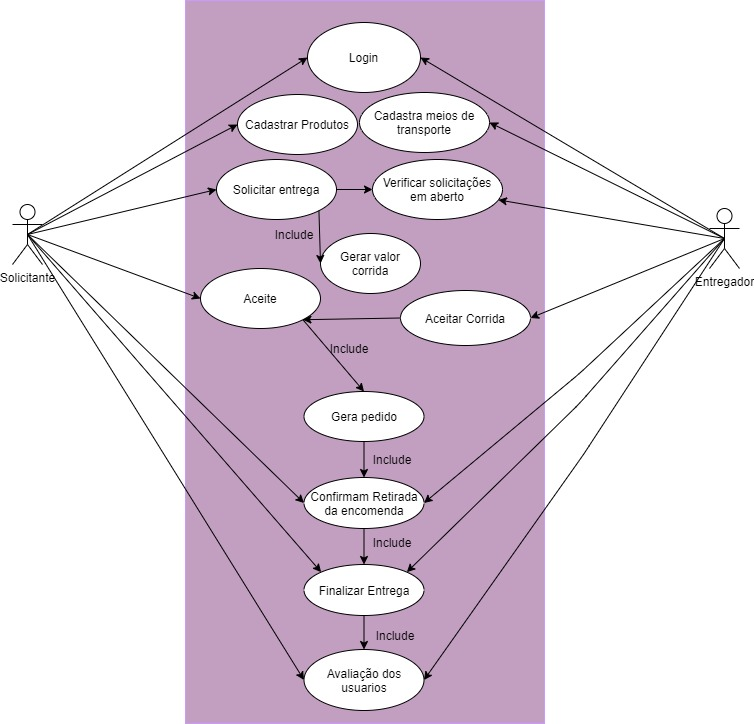 Login
Cadastrar Produtos
Cadastra meios de
transporte
Solicitar entrega
Verificar solicitações
em aberto
Include
Gerar valor
corrida
Solicitante
Entregador
Aceite
Aceitar Corrida
Include
Gera pedido
Include
Confirmam Retirada
da encomenda
Include
Finalizar Entrega
Include
Avaliação dos
usuarios